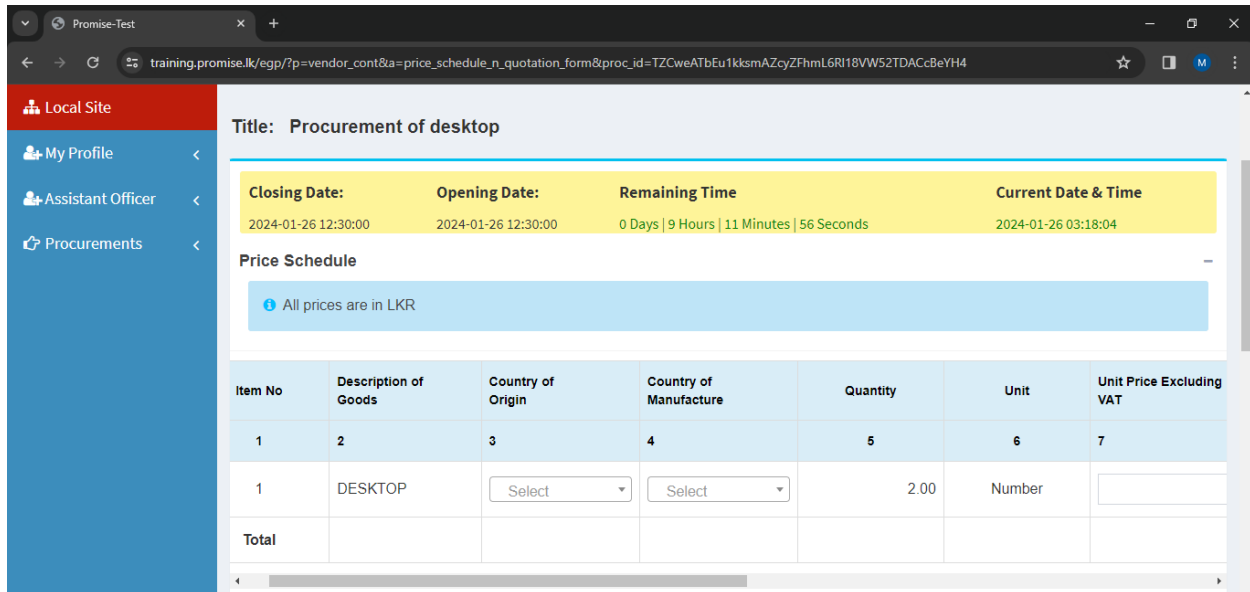 Promise-Test
training.promise.lk/egp/?p=vendor_cont&a=price_schedule_n_quotation_form&proc_id=TZCweATbEu1kksmAZcyZFhmL6RI18VW52TDACcBeYH4
M
Local Site
My Profile
Assistant Officer
Procurements
Title: Procurement of desktop
Closing Date: Opening Date: Remaining Time Current Date & Time
2024-01-26 12:30:00 2024-01-26 12:30:00 0 Days | 9 Hours | 11 Minutes | 56 Seconds 2024-01-26 03:18:04
Price Schedule
All prices are in LKR
Item No Description of Goods Country of Origin Country of Manufacture Quantity Unit Unit Price Excluding VAT
1 2 3 4 5 6 7
1 DESKTOP Select Select 2.00 Number
Total